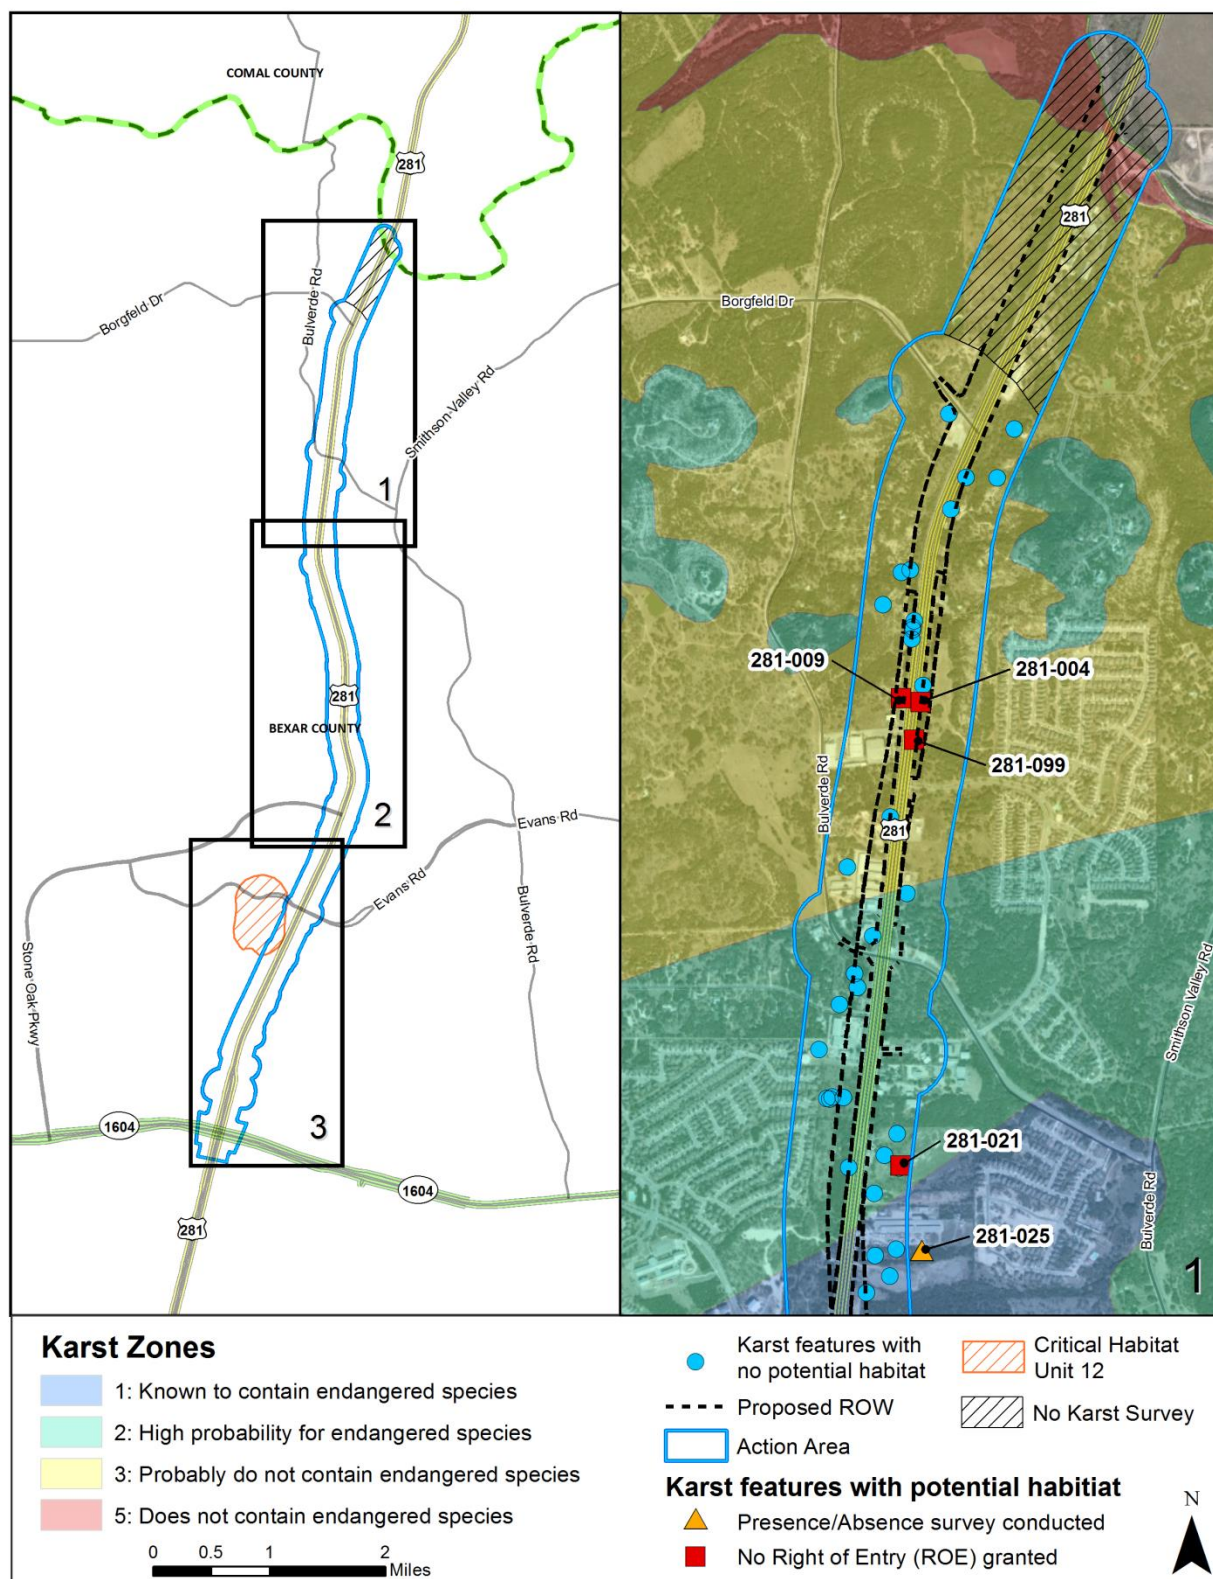 COMAL COUNTY
281
Borgfeld Dr
Bulverde Rd
Smithson Valley Rd
1
281
BEXAR COUNTY
2
Evans Rd
Evans Rd
Bulverde Rd
Stone Oak Pkwy
3
1604
1604
281
281
Borgfeld Dr
281-009
281-004
281-099
Bulverde Rd
281
Smithson Valley Rd
281-021
Bulverde Rd
281-025
1
Karst Zones
1: Known to contain endangered species
2: High probability for endangered species
3: Probably do not contain endangered species
5: Does not contain endangered species
0 0.5 1 2
Miles
Karst features with
no potential habitat
Proposed ROW
Action Area
Critical Habitat
Unit 12
No Karst Survey
Karst features with potential habitiat
Presence/Absence survey conducted
No Right of Entry (ROE) granted
N